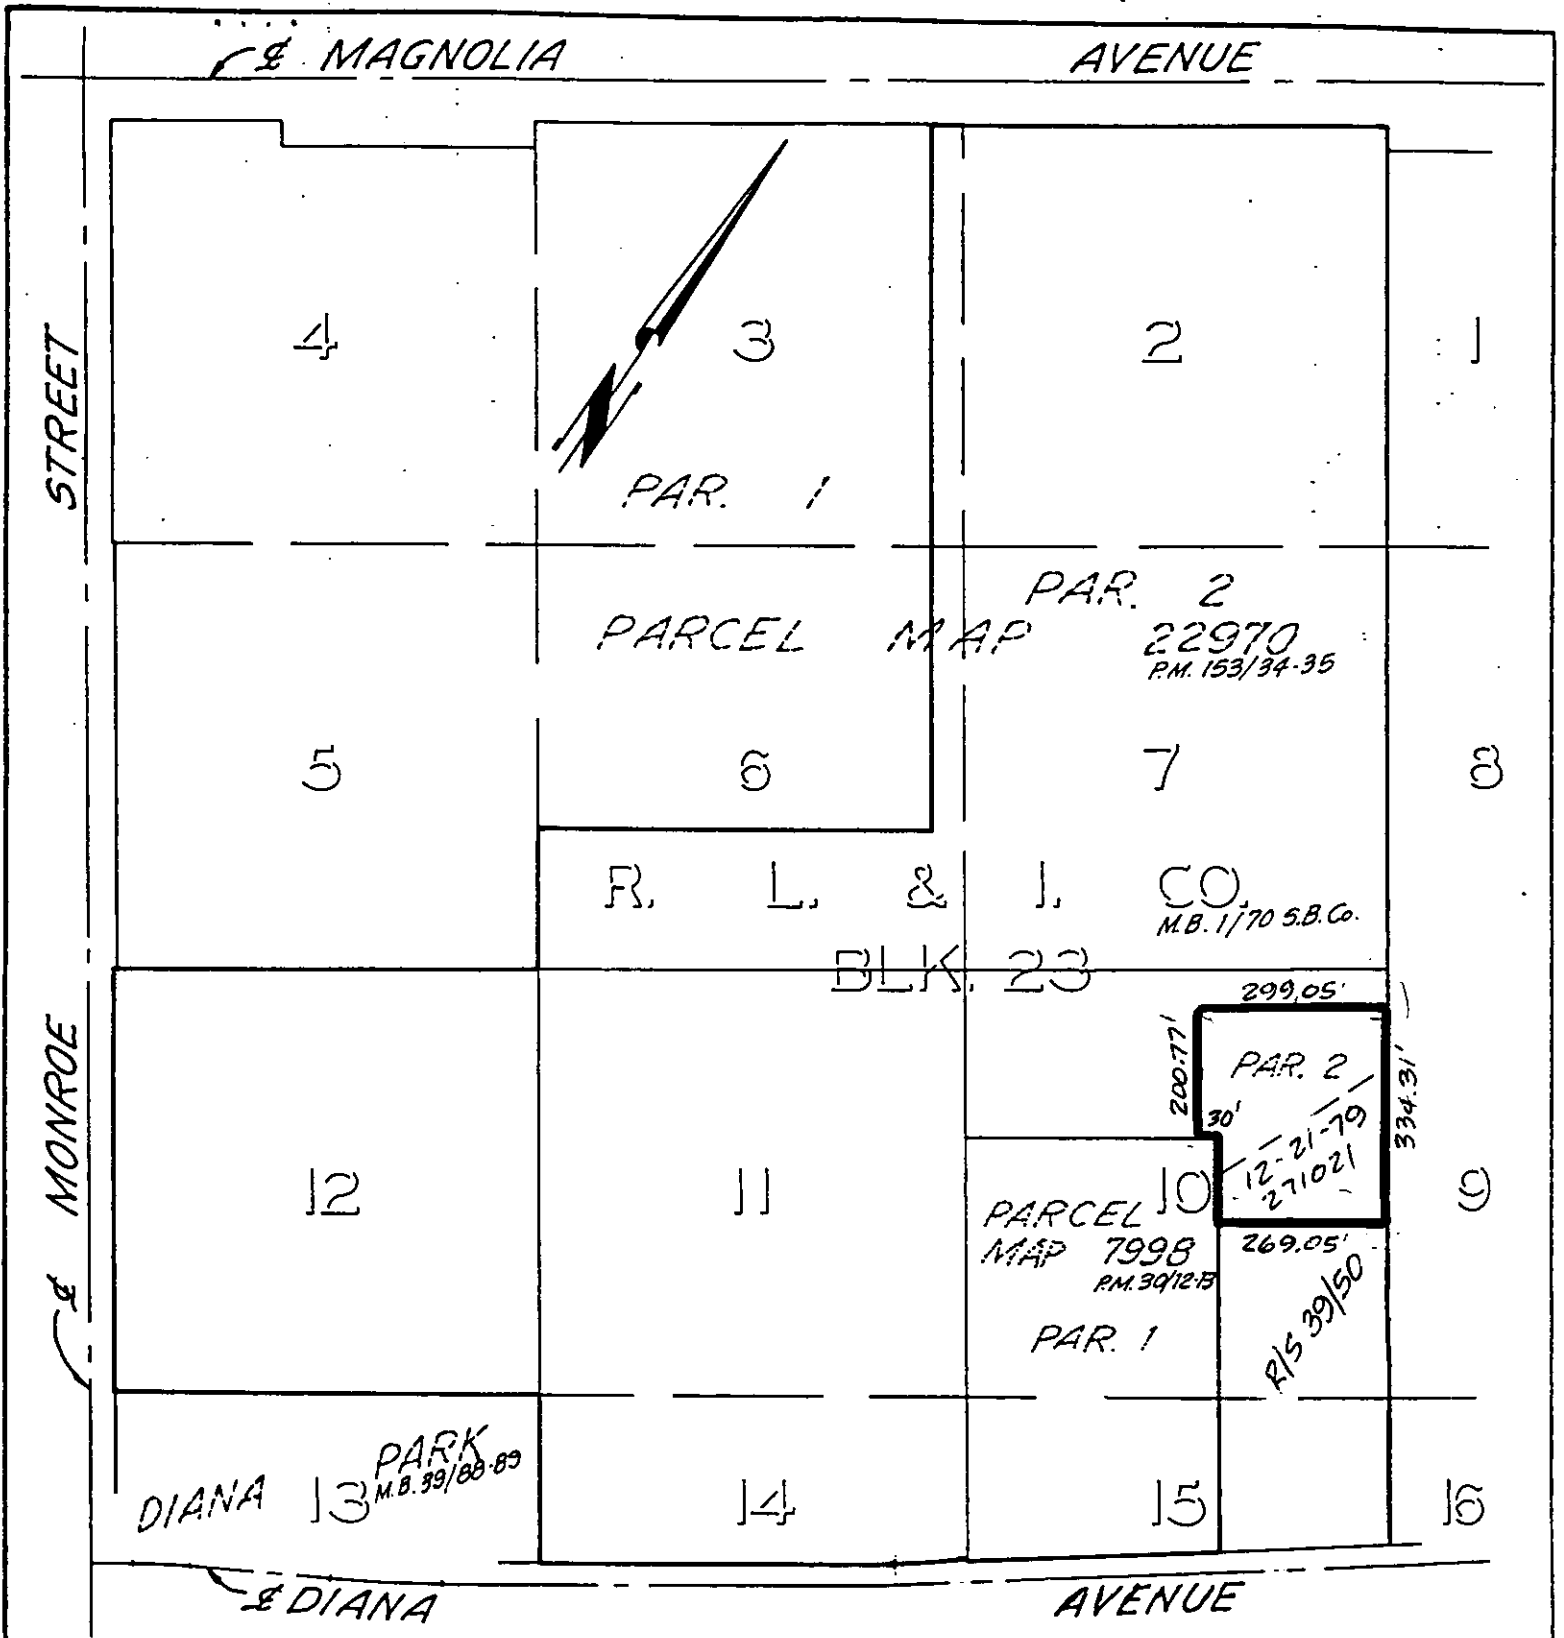 ℄ MAGNOLIA AVENUE
STREET
4
3
2
1
N
PAR. 1
PAR. 2
PARCEL MAP 22970
P.M. 153/34-35
5
6
7
8
R. L. & I. CO.
M.B. 1/70 S.B.Co.
BLK. 23
299.05'
200.77'
PAR. 2
334.31'
30'
12-21-79
271021
℄ MONROE
12
11
10
9
PARCEL
MAP 7998
P.M. 39/12-13
269.05'
PAR. 1
R/S 39/50
DIANA PARK
M.B. 39/88-89
13
14
15
16
℄ DIANA AVENUE